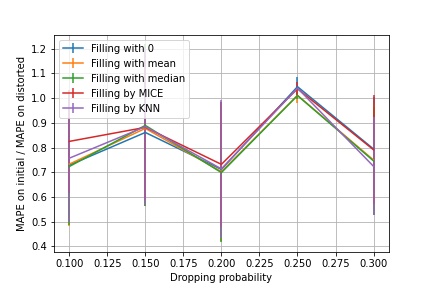 Filling with 0
Filling with mean
Filling with median
Filling by MICE
Filling by KNN
MAPE on initial / MAPE on distorted
1.2
1.1
1.0
0.9
0.8
0.7
0.6
0.5
0.4
0.100 0.125 0.150 0.175 0.200 0.225 0.250 0.275 0.300
Dropping probability